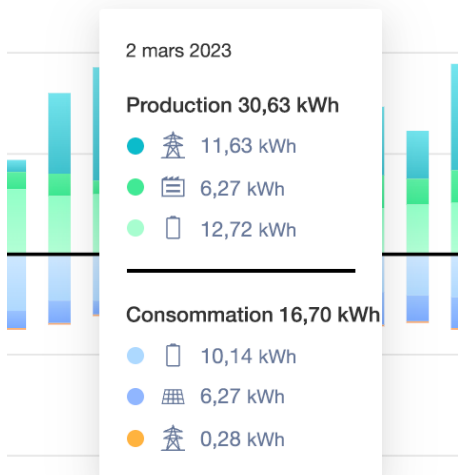 2 mars 2023
Production 30,63 kWh
11,63 kWh
6,27 kWh
12,72 kWh
Consommation 16,70 kWh
10,14 kWh
6,27 kWh
0,28 kWh